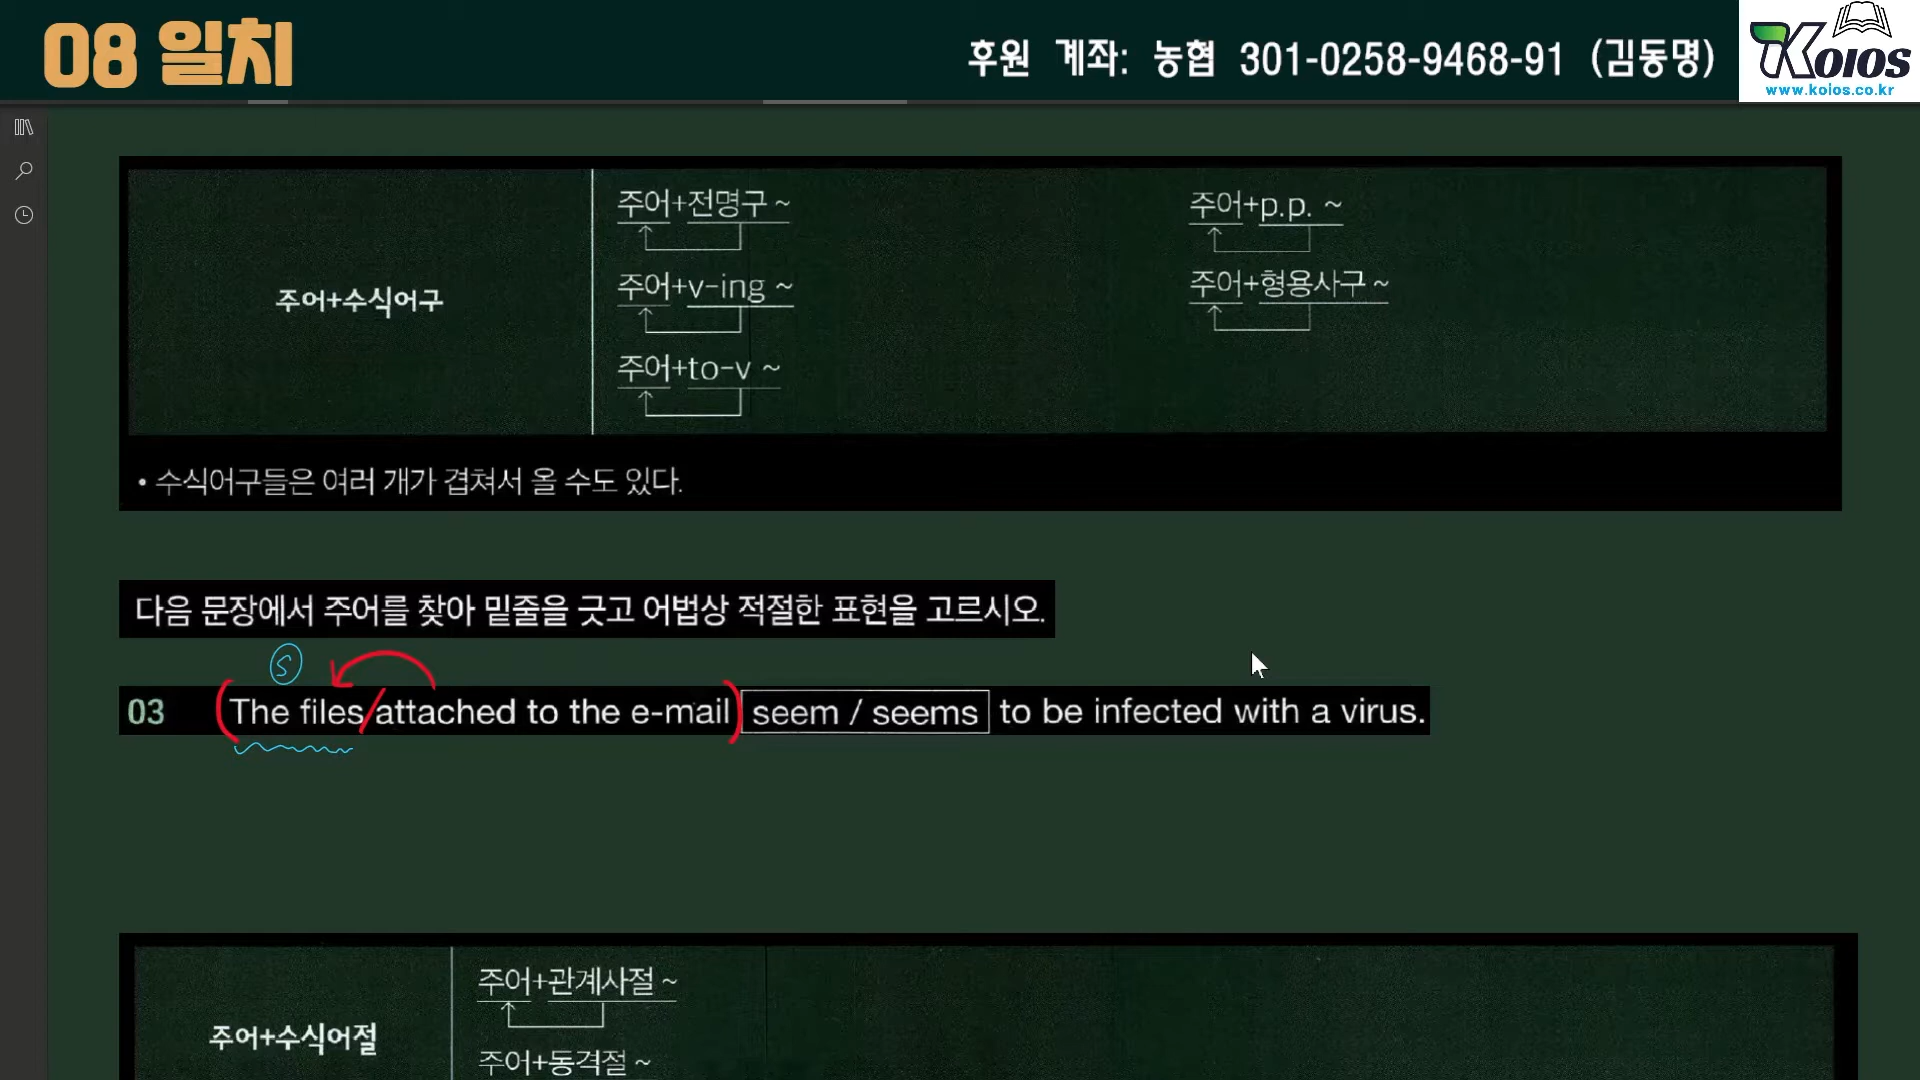 08 일치
후원 계좌: 농협 301-0258-9468-91 (김동명)
KOIOS
www.koios.co.kr
주어+수식어구
주어+전명구 ~
주어+v-ing ~
주어+to-v ~
주어+p.p. ~
주어+형용사구 ~
• 수식어구들은 여러 개가 겹쳐서 올 수도 있다.
다음 문장에서 주어를 찾아 밑줄을 긋고 어법상 적절한 표현을 고르시오.
S
03 (The files/attached to the e-mail) seem / seems to be infected with a virus.
주어+수식어절
주어+관계사절 ~
주어+동격절 ~